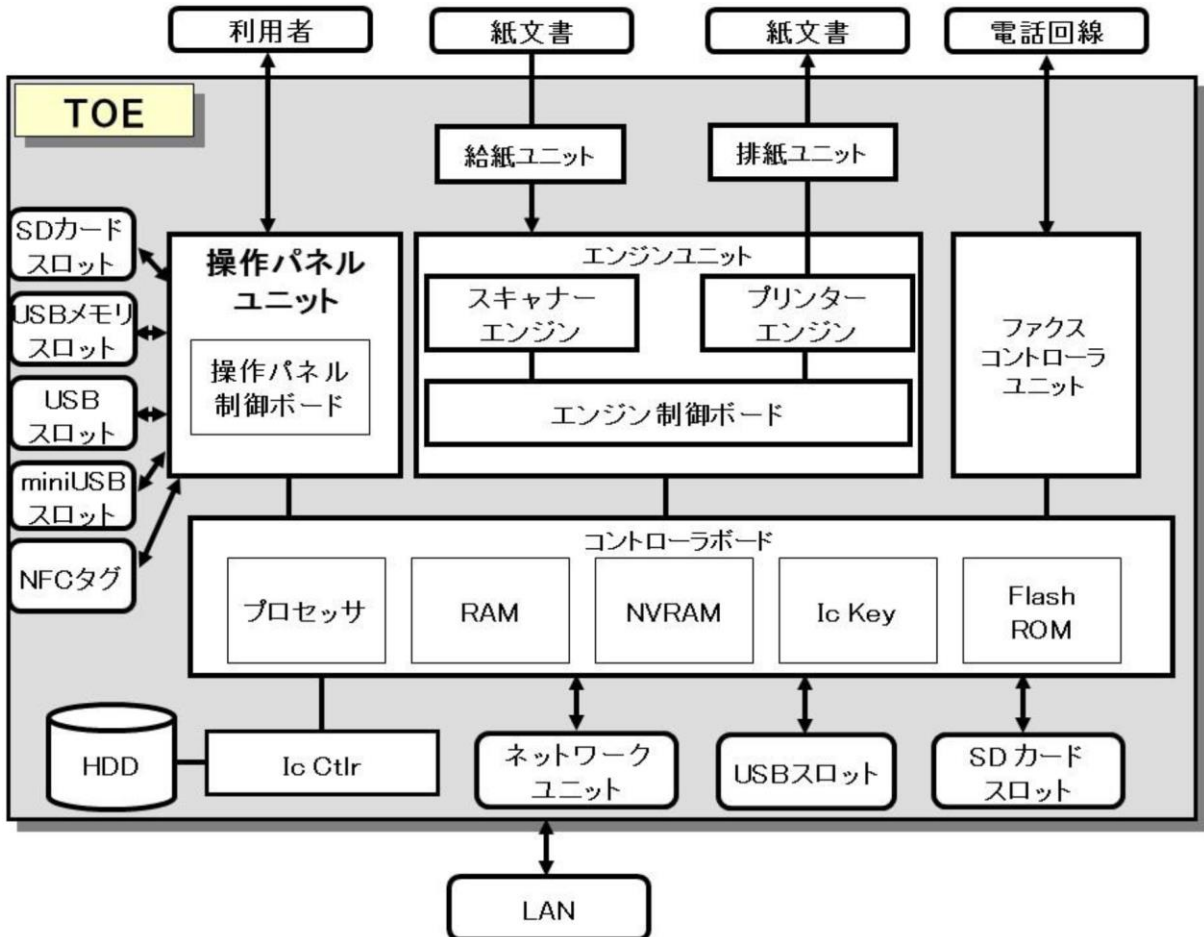 利用者
紙文書
紙文書
電話回線
TOE
給紙ユニット
排紙ユニット
SDカード
スロット
USBメモリ
スロット
USB
スロット
miniUSB
スロット
NFCタグ
操作パネル
ユニット
操作パネル
制御ボード
エンジンユニット
スキャナー
エンジン
プリンター
エンジン
エンジン制御ボード
ファクス
コントローラ
ユニット
コントローラボード
プロセッサ
RAM
NVRAM
Ic Key
Flash
ROM
HDD
Ic Ctlr
ネットワーク
ユニット
USBスロット
SDカード
スロット
LAN